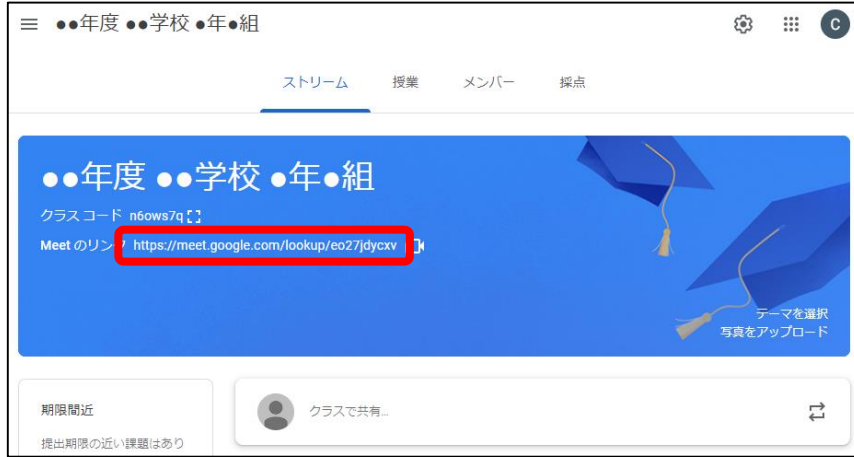 ●●年度 ●●学校 ●年●組
C
ストリーム 授業 メンバー 採点
●●年度 ●●学校 ●年●組
クラス コード n6ows7q
Meet のリンク https://meet.google.com/lookup/eo27jdycxv
テーマを選択
写真をアップロード
期限間近
クラスで共有...
提出期限の近い課題はあり